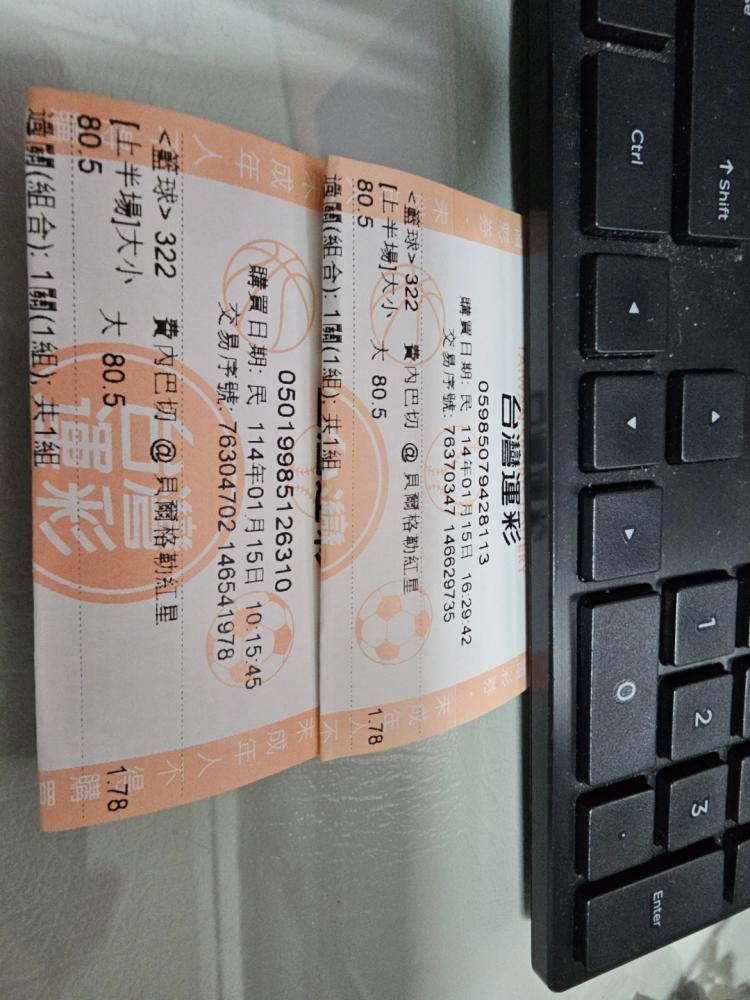 台灣運彩
05985079428113
購買日期: 民 114年01月15日 16:29:42
交易序號: 76370347 146629735
<籃球> 322 費內巴切 @貝爾格勒紅星
[上半場]大小 大 80.5 1.78
80.5
過關(組合): 1關(1組); 共1組
05019985126310
購買日期: 民 114年01月15日 10:15:45
交易序號: 76304702 146541978
<籃球> 322 費內巴切 @貝爾格勒紅星
[上半場]大小 大 80.5 1.78
80.5
過關(組合): 1關(1組); 共1組
台灣運彩
未成年人不得購買
Ctrl
↑ Shift
0
1
2
3
.
Enter